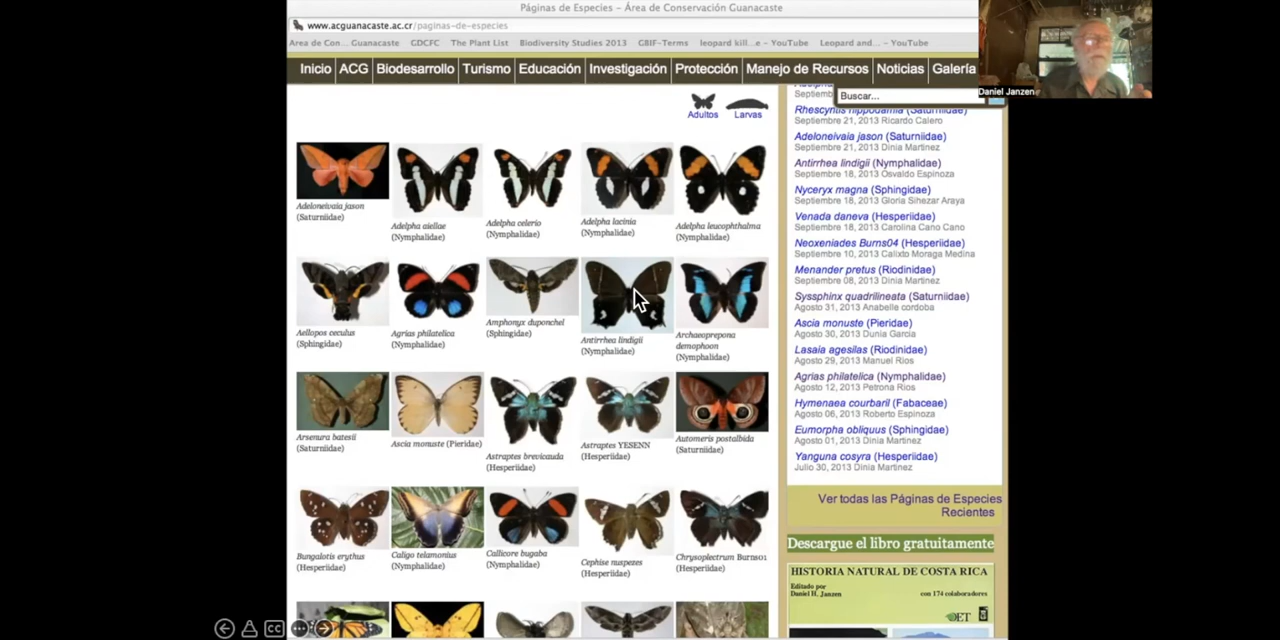 Páginas de Especies - Área de Conservación Guanacaste
www.acguanacaste.ac.cr/paginas-de-especies
Area de Con... Guanacaste GDCFC The Plant List Biodiversity Studies 2013 GBIF-Terms leopard kill...e – YouTube Leopard and... – YouTube
Inicio ACG Biodesarrollo Turismo Educación Investigación Protección Manejo de Recursos Noticias Galería
Daniel Janzen
Buscar...
Adultos Larvas
Adeloneivaia jason
(Saturniidae)
Adelpha aiellae
(Nymphalidae)
Adelpha celerio
(Nymphalidae)
Adelpha lacinia
(Nymphalidae)
Adelpha leucophthalma
(Nymphalidae)
Aellopos ceculus
(Sphingidae)
Agrias philatelica
(Nymphalidae)
Amphonyx duponchel
(Sphingidae)
Antirrhea lindigii
(Nymphalidae)
Archaeoprepona
demophoon
(Nymphalidae)
Arsenura batesii
(Saturniidae)
Ascia monuste (Pieridae)
Astraptes brevicauda
(Hesperiidae)
Astraptes YESENN
(Hesperiidae)
Automeris postalbida
(Saturniidae)
Bungalotis erythus
(Hesperiidae)
Caligo telamonius
(Nymphalidae)
Callicore bugaba
(Nymphalidae)
Cephise nuspezes
(Hesperiidae)
Chrysoplectrum Burns01
(Hesperiidae)
Rhescyntis hippodamia (Saturniidae)
Septiembre 21, 2013 Ricardo Calero
Adeloneivaia jason (Saturniidae)
Septiembre 21, 2013 Dinia Martinez
Antirrhea lindigii (Nymphalidae)
Septiembre 18, 2013 Osvaldo Espinoza
Nyceryx magna (Sphingidae)
Septiembre 18, 2013 Gloria Sihezar Araya
Venada daneva (Hesperiidae)
Septiembre 18, 2013 Carolina Cano Cano
Neoxeniades Burns04 (Hesperiidae)
Septiembre 10, 2013 Calixto Moraga Medina
Menander pretus (Riodinidae)
Septiembre 08, 2013 Dinia Martinez
Syssphinx quadrilineata (Saturniidae)
Agosto 31, 2013 Anabelle cordoba
Ascia monuste (Pieridae)
Agosto 30, 2013 Dunia Garcia
Lasaia agesilas (Riodinidae)
Agosto 29, 2013 Manuel Rios
Agrias philatelica (Nymphalidae)
Agosto 12, 2013 Petrona Rios
Hymenaea courbaril (Fabaceae)
Agosto 06, 2013 Roberto Espinoza
Eumorpha obliquus (Sphingidae)
Agosto 01, 2013 Dinia Martinez
Yanguna cosyra (Hesperiidae)
Julio 30, 2013 Dinia Martinez
Ver todas las Páginas de Especies
Recientes
Descargue el libro gratuitamente
HISTORIA NATURAL DE COSTA RICA
Editado por
Daniel H. Janzen con 174 colaboradores
OET
CC